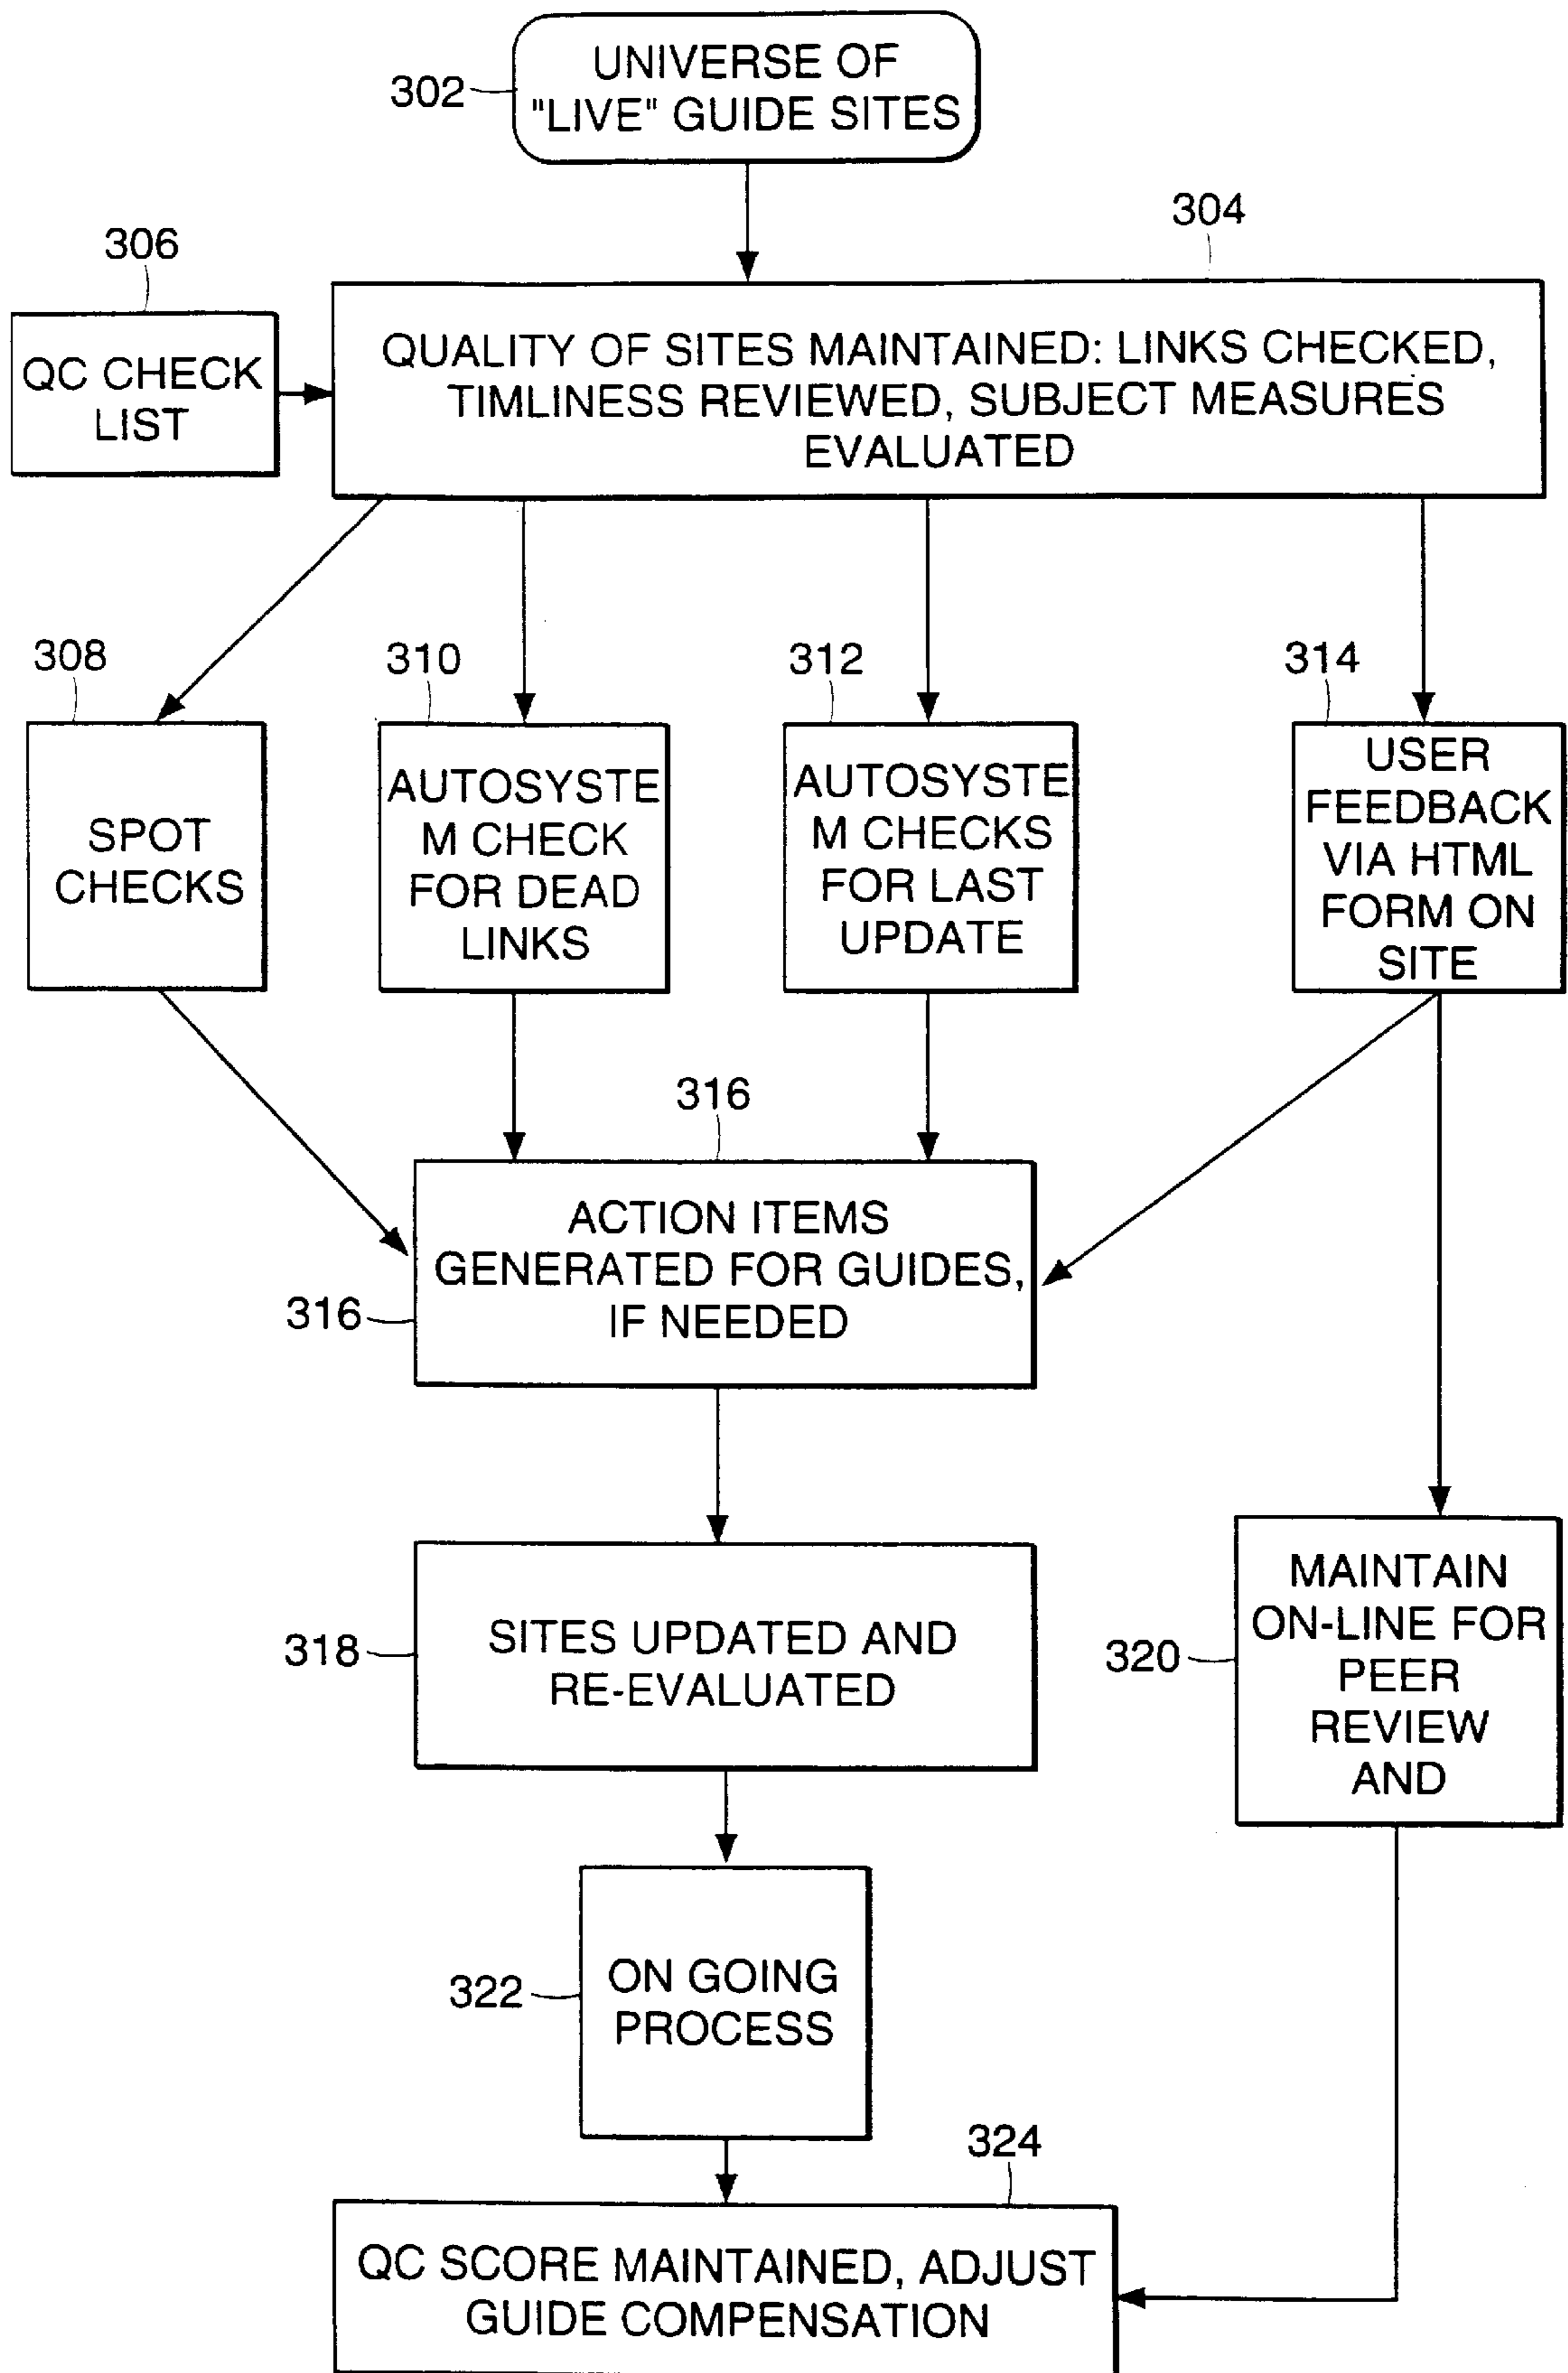 UNIVERSE OF
"LIVE" GUIDE SITES
302
304
306
QC CHECK
LIST
QUALITY OF SITES MAINTAINED: LINKS CHECKED,
TIMLINESS REVIEWED, SUBJECT MEASURES
EVALUATED
308
SPOT
CHECKS
310
AUTOSYSTE
M CHECK
FOR DEAD
LINKS
312
AUTOSYSTE
M CHECKS
FOR LAST
UPDATE
314
USER
FEEDBACK
VIA HTML
FORM ON
SITE
316
ACTION ITEMS
GENERATED FOR GUIDES,
IF NEEDED
316
318
SITES UPDATED AND
RE-EVALUATED
320
MAINTAIN
ON-LINE FOR
PEER
REVIEW
AND
322
ON GOING
PROCESS
324
QC SCORE MAINTAINED, ADJUST
GUIDE COMPENSATION